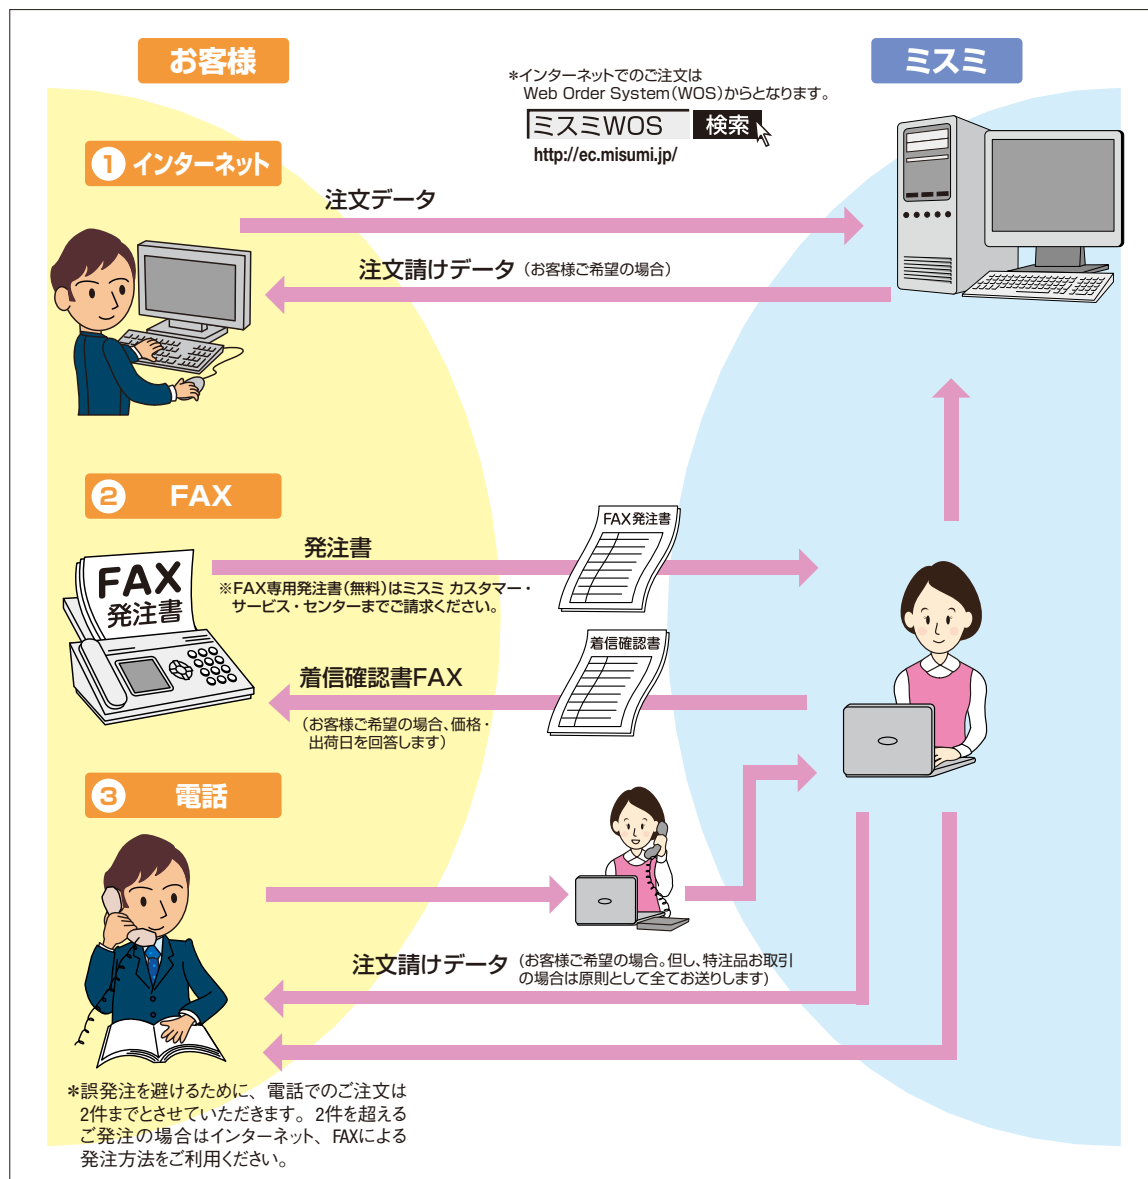 お客様
ミスミ
*インターネットでのご注文は
Web Order System(WOS)からとなります。
ミスミWOS 検索
http://ec.misumi.jp/
1 インターネット
注文データ
注文請けデータ (お客様ご希望の場合)
2 FAX
発注書
※FAX専用発注書(無料)はミスミ カスタマー・
サービス・センターまでご請求ください。
FAX発注書
FAX
発注書
着信確認書
着信確認書FAX
(お客様ご希望の場合、価格・
出荷日を回答します)
3 電話
注文請けデータ (お客様ご希望の場合。但し、特注品お取引
の場合は原則として全てお送りします)
*誤発注を避けるために、電話でのご注文は
2件までとさせていただきます。2件を超える
ご発注の場合はインターネット、FAXによる
発注方法をご利用ください。